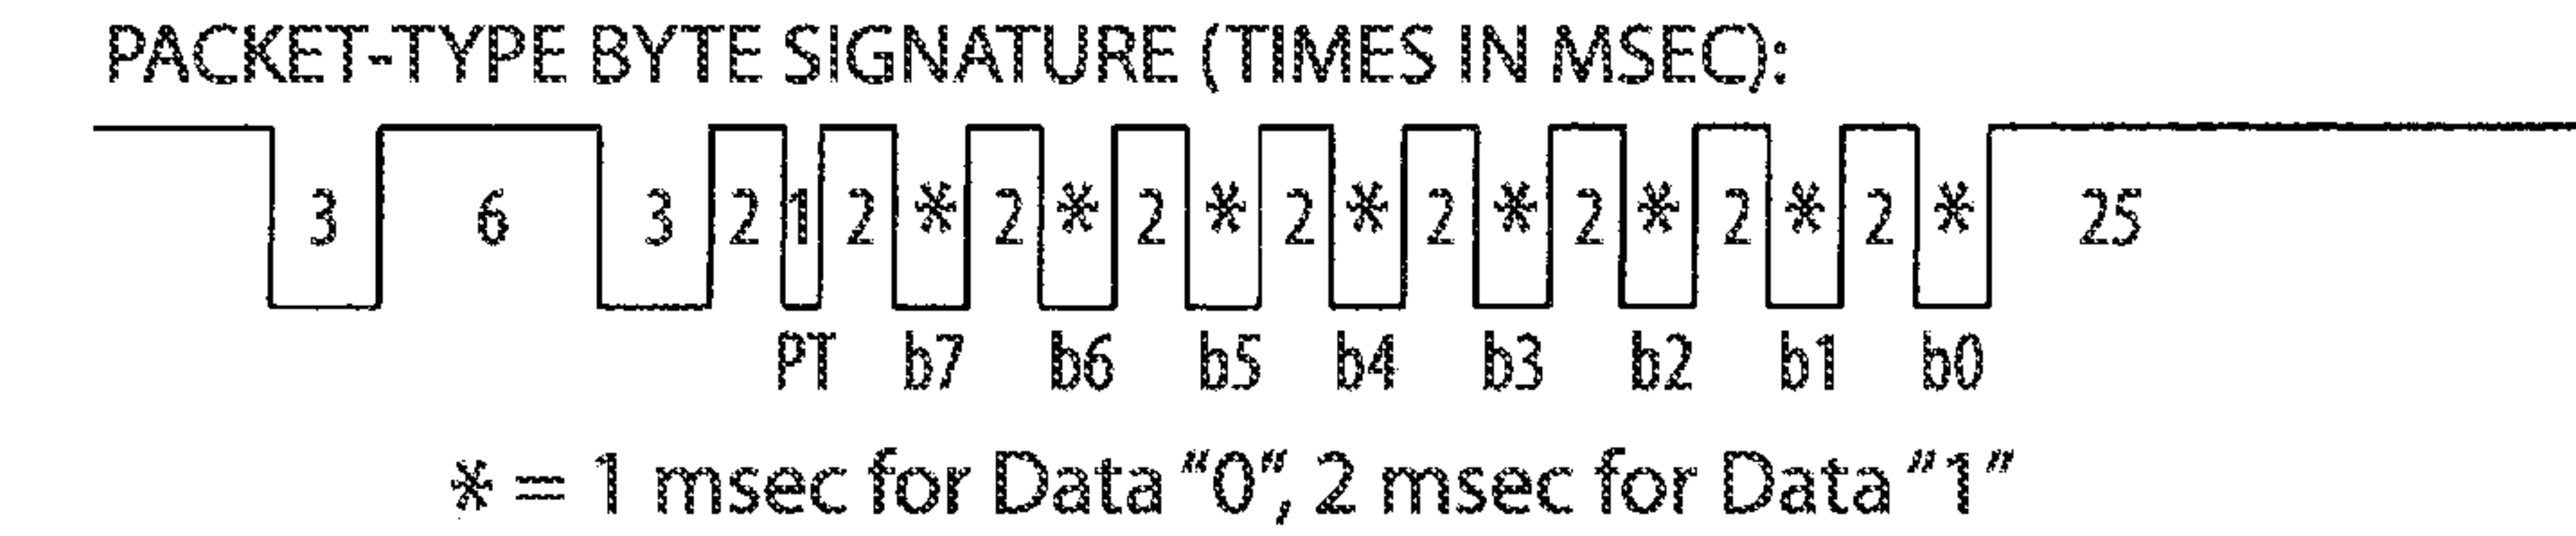 PACKET-TYPE BYTE SIGNATURE (TIMES IN MSEC):
3 6 3 2 1 2 * 2 * 2 * 2 * 2 * 2 * 2 * 2 * 25
PT b7 b6 b5 b4 b3 b2 b1 b0
* = 1 msec for Data "0", 2 msec for Data "1"